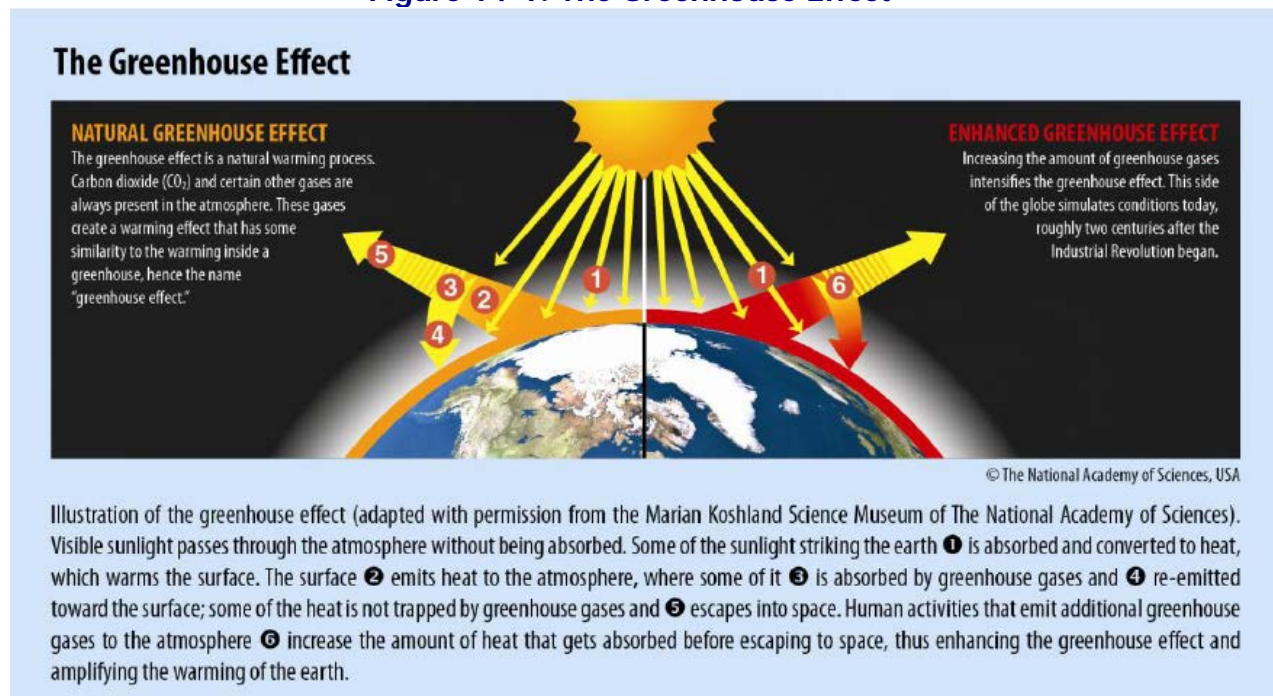 The Greenhouse Effect
NATURAL GREENHOUSE EFFECT
The greenhouse effect is a natural warming process.
Carbon dioxide (CO₂) and certain other gases are
always present in the atmosphere. These gases
create a warming effect that has some
similarity to the warming inside a
greenhouse, hence the name
"greenhouse effect."
ENHANCED GREENHOUSE EFFECT
Increasing the amount of greenhouse gases
intensifies the greenhouse effect. This side
of the globe simulates conditions today,
roughly two centuries after the
Industrial Revolution began.
5
3
2
4
1
1
6
© The National Academy of Sciences, USA
Illustration of the greenhouse effect (adapted with permission from the Marian Koshland Science Museum of The National Academy of Sciences).
Visible sunlight passes through the atmosphere without being absorbed. Some of the sunlight striking the earth ❶ is absorbed and converted to heat,
which warms the surface. The surface ❷ emits heat to the atmosphere, where some of it ❸ is absorbed by greenhouse gases and ❹ re-emitted
toward the surface; some of the heat is not trapped by greenhouse gases and ❺ escapes into space. Human activities that emit additional greenhouse
gases to the atmosphere ❻ increase the amount of heat that gets absorbed before escaping to space, thus enhancing the greenhouse effect and
amplifying the warming of the earth.